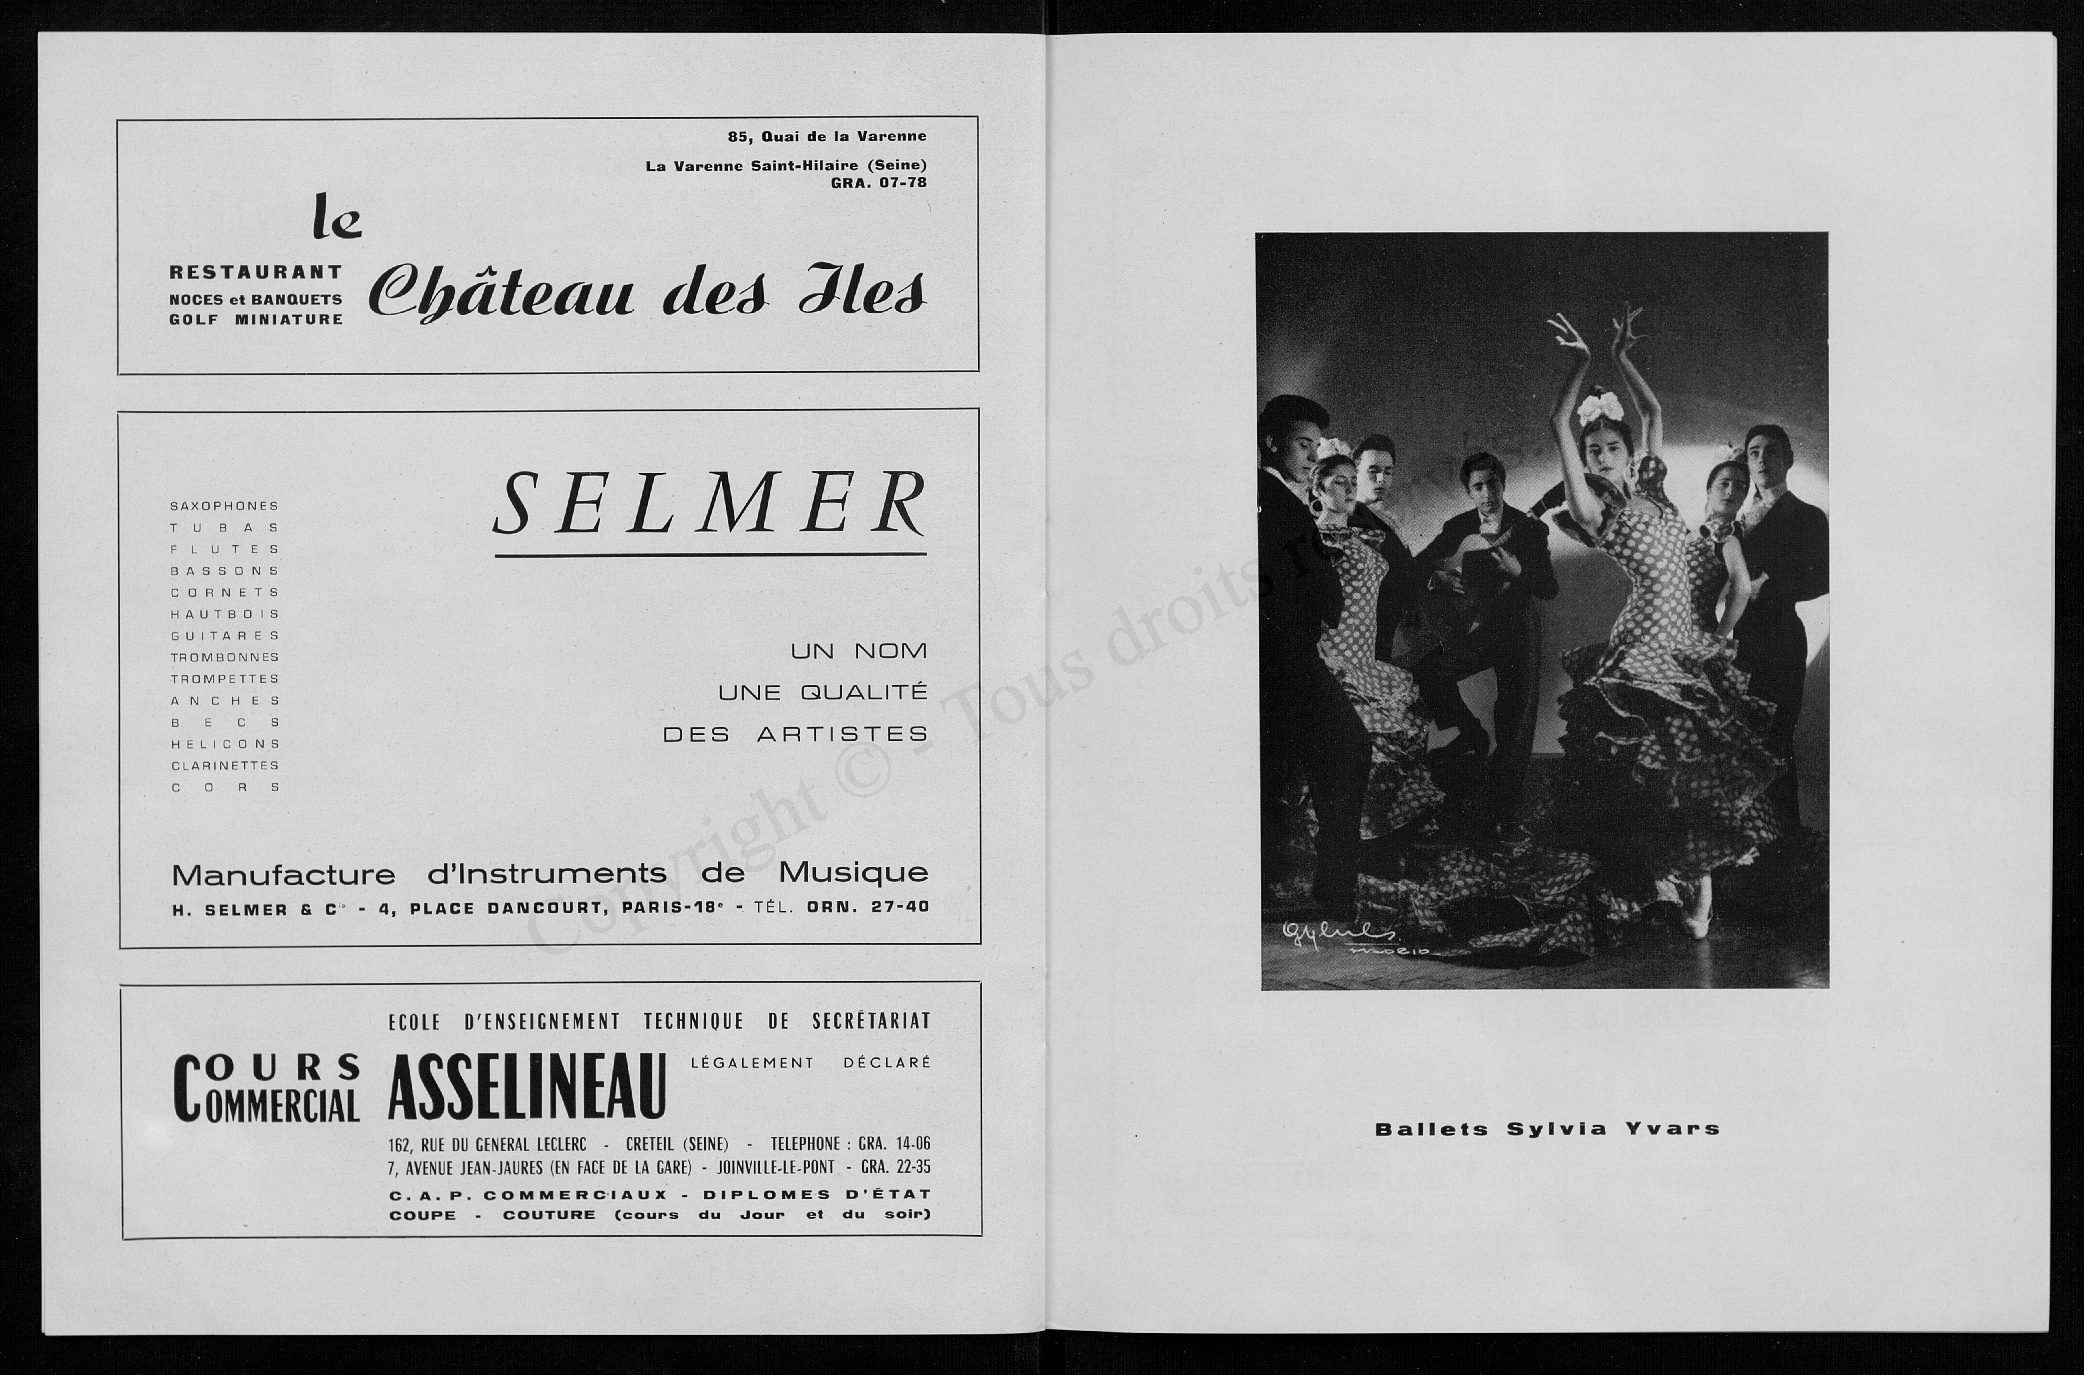 85, Quai de la Varenne
La Varenne Saint-Hilaire (Seine)
GRA. 07-78
le
Château des Iles
RESTAURANT
NOCES et BANQUETS
GOLF MINIATURE
SELMER
SAXOPHONES
TUBAS
FLUTES
BASSONS
CORNETS
HAUTBOIS
GUITARES
TROMBONNES
TROMPETTES
ANCHES
BECS
HELICONS
CLARINETTES
CORS
UN NOM
UNE QUALITÉ
DES ARTISTES
Manufacture d'Instruments de Musique
H. SELMER & Cie - 4, PLACE DANCOURT, PARIS-18e - TÉL. ORN. 27-40
ECOLE D'ENSEIGNEMENT TECHNIQUE DE SECRÉTARIAT
COURS
COMMERCIAL
ASSELINEAU
LÉGALEMENT DÉCLARÉ
162, RUE DU GENERAL LECLERC - CRETEIL (SEINE) - TELEPHONE : GRA. 14-06
7, AVENUE JEAN-JAURES (EN FACE DE LA GARE) - JOINVILLE-LE-PONT - GRA. 22-35
C. A. P. COMMERCIAUX - DIPLOMES D'ÉTAT
COUPE - COUTURE (cours du Jour et du soir)
Ballets Sylvia Yvars
Copyright © - Tous droits